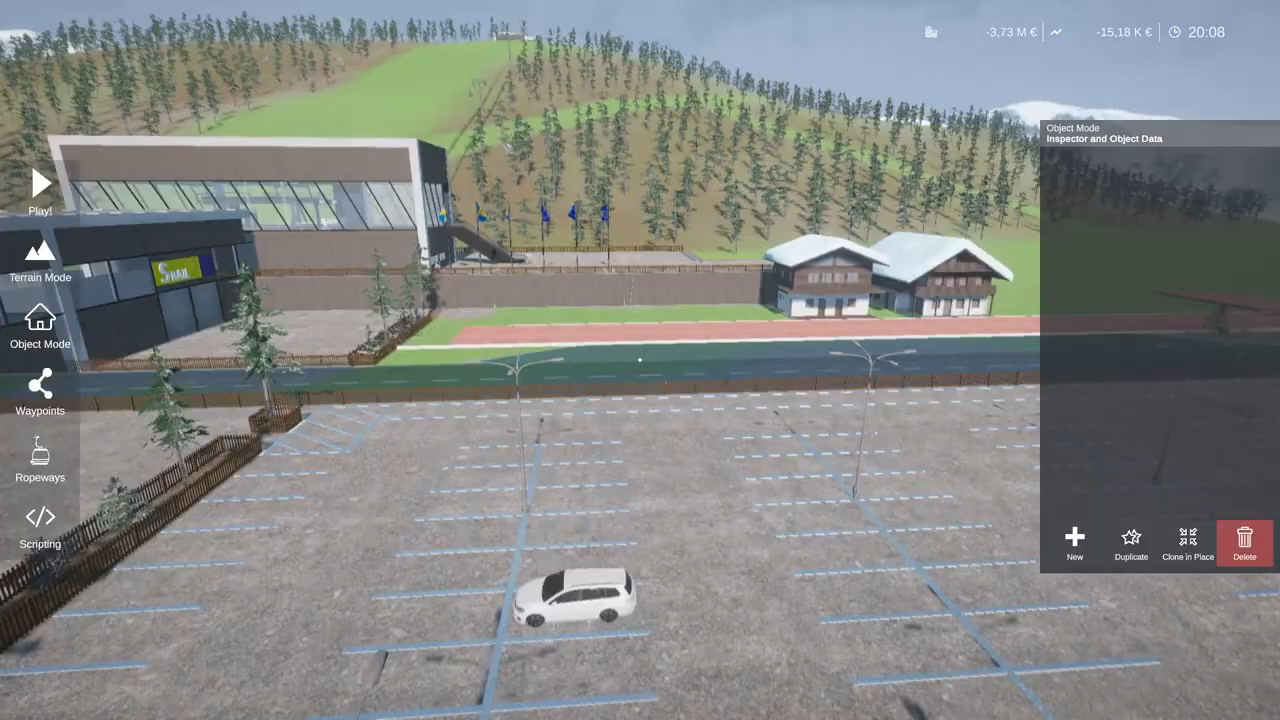 -3,73 M €
-15,18 K €
20:08
Object Mode
Inspector and Object Data
Play!
Terrain Mode
Object Mode
Waypoints
Ropeways
Scripting
SRAIL
New
Duplicate
Clone in Place
Delete